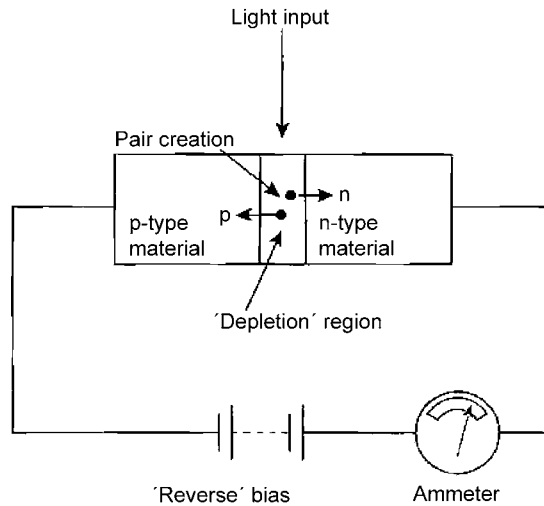 Light input
Pair creation
n
p
p-type
material
n-type
material
´Depletion´ region
´Reverse´ bias
Ammeter